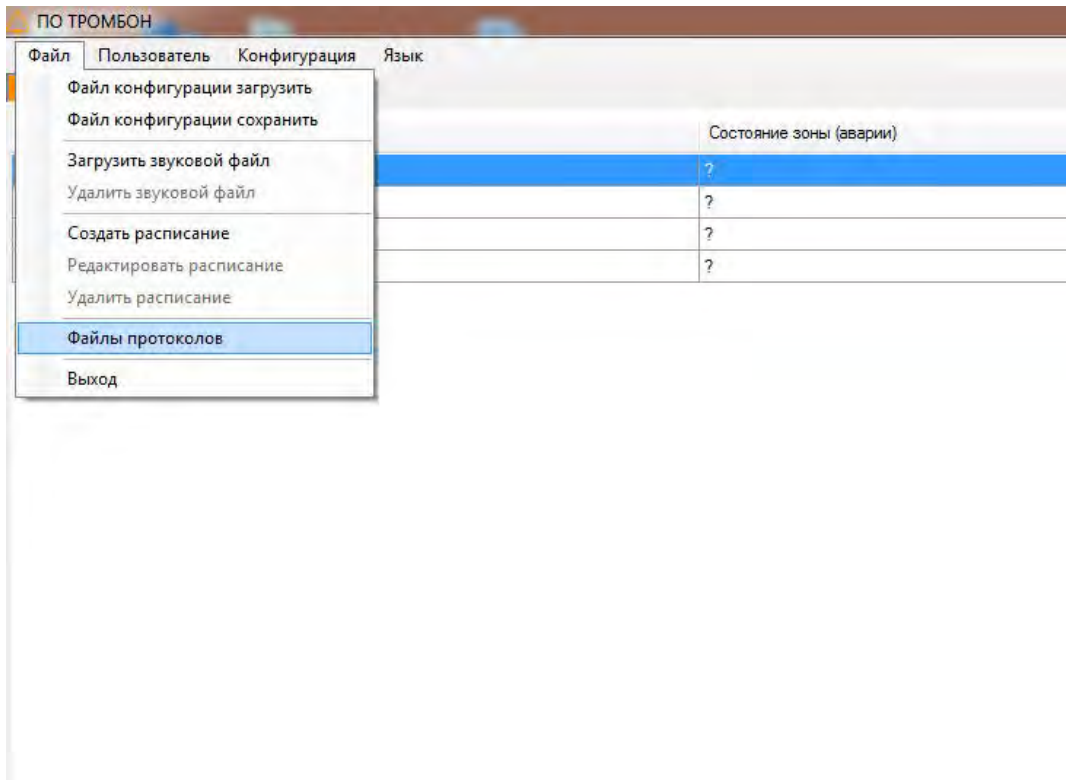 ПО ТРОМБОН
Файл Пользователь Конфигурация Язык
Файл конфигурации загрузить
Файл конфигурации сохранить
Состояние зоны (аварии)
Загрузить звуковой файл
?
Удалить звуковой файл
?
Создать расписание
?
Редактировать расписание
?
Удалить расписание
Файлы протоколов
Выход